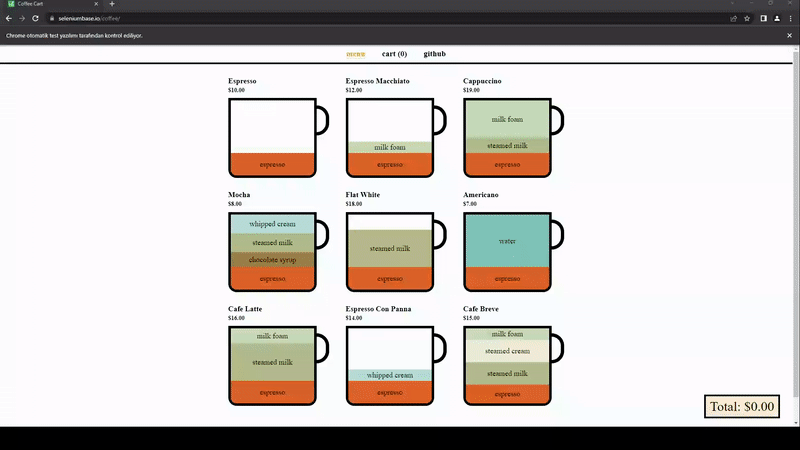 Coffee Cart
seleniumbase.io/coffee/
Chrome otomatik test yazılımı tarafından kontrol ediliyor.
menu cart (0) github
Espresso Espresso Macchiato Cappuccino
$10.00 $12.00 $19.00
milk foam
milk foam steamed milk
espresso espresso espresso
Mocha Flat White Americano
$8.00 $18.00 $7.00
whipped cream
steamed milk steamed milk water
chocolate syrup
espresso espresso espresso
Cafe Latte Espresso Con Panna Cafe Breve
$16.00 $14.00 $15.00
milk foam milk foam
steamed cream
steamed milk whipped cream steamed milk
espresso espresso espresso
Total: $0.00